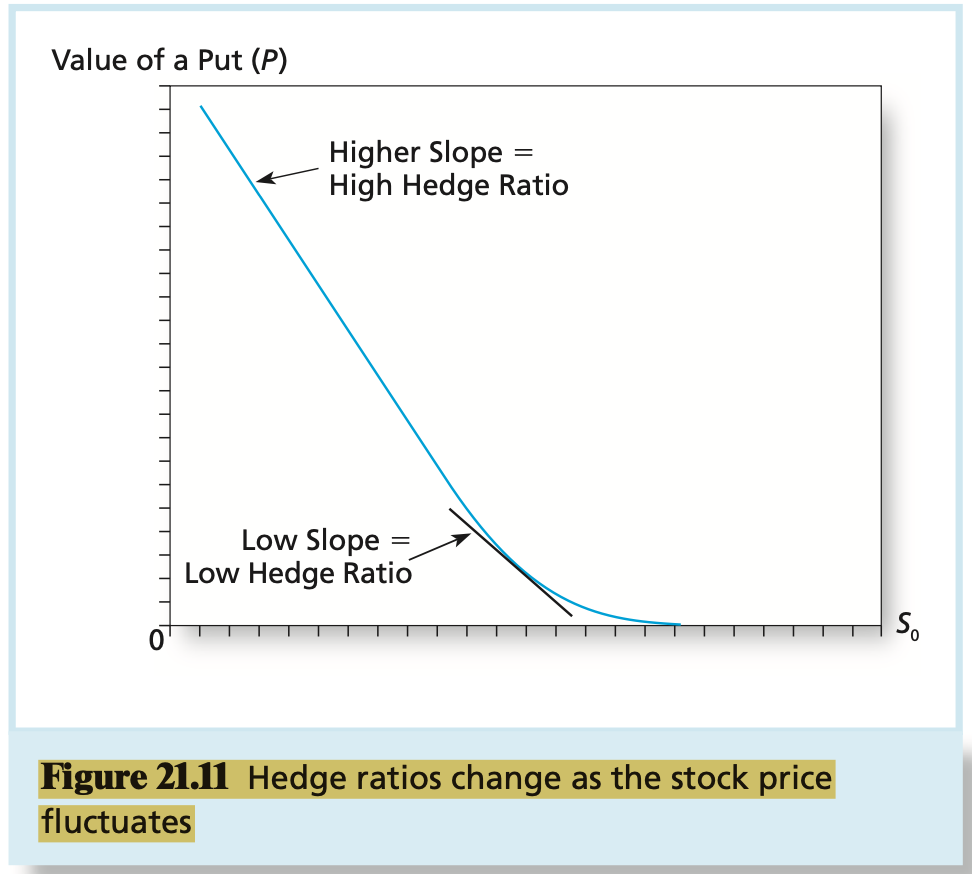 Value of a Put (P)
Higher Slope =
High Hedge Ratio
Low Slope =
Low Hedge Ratio
0
S0
Figure 21.11 Hedge ratios change as the stock price
fluctuates